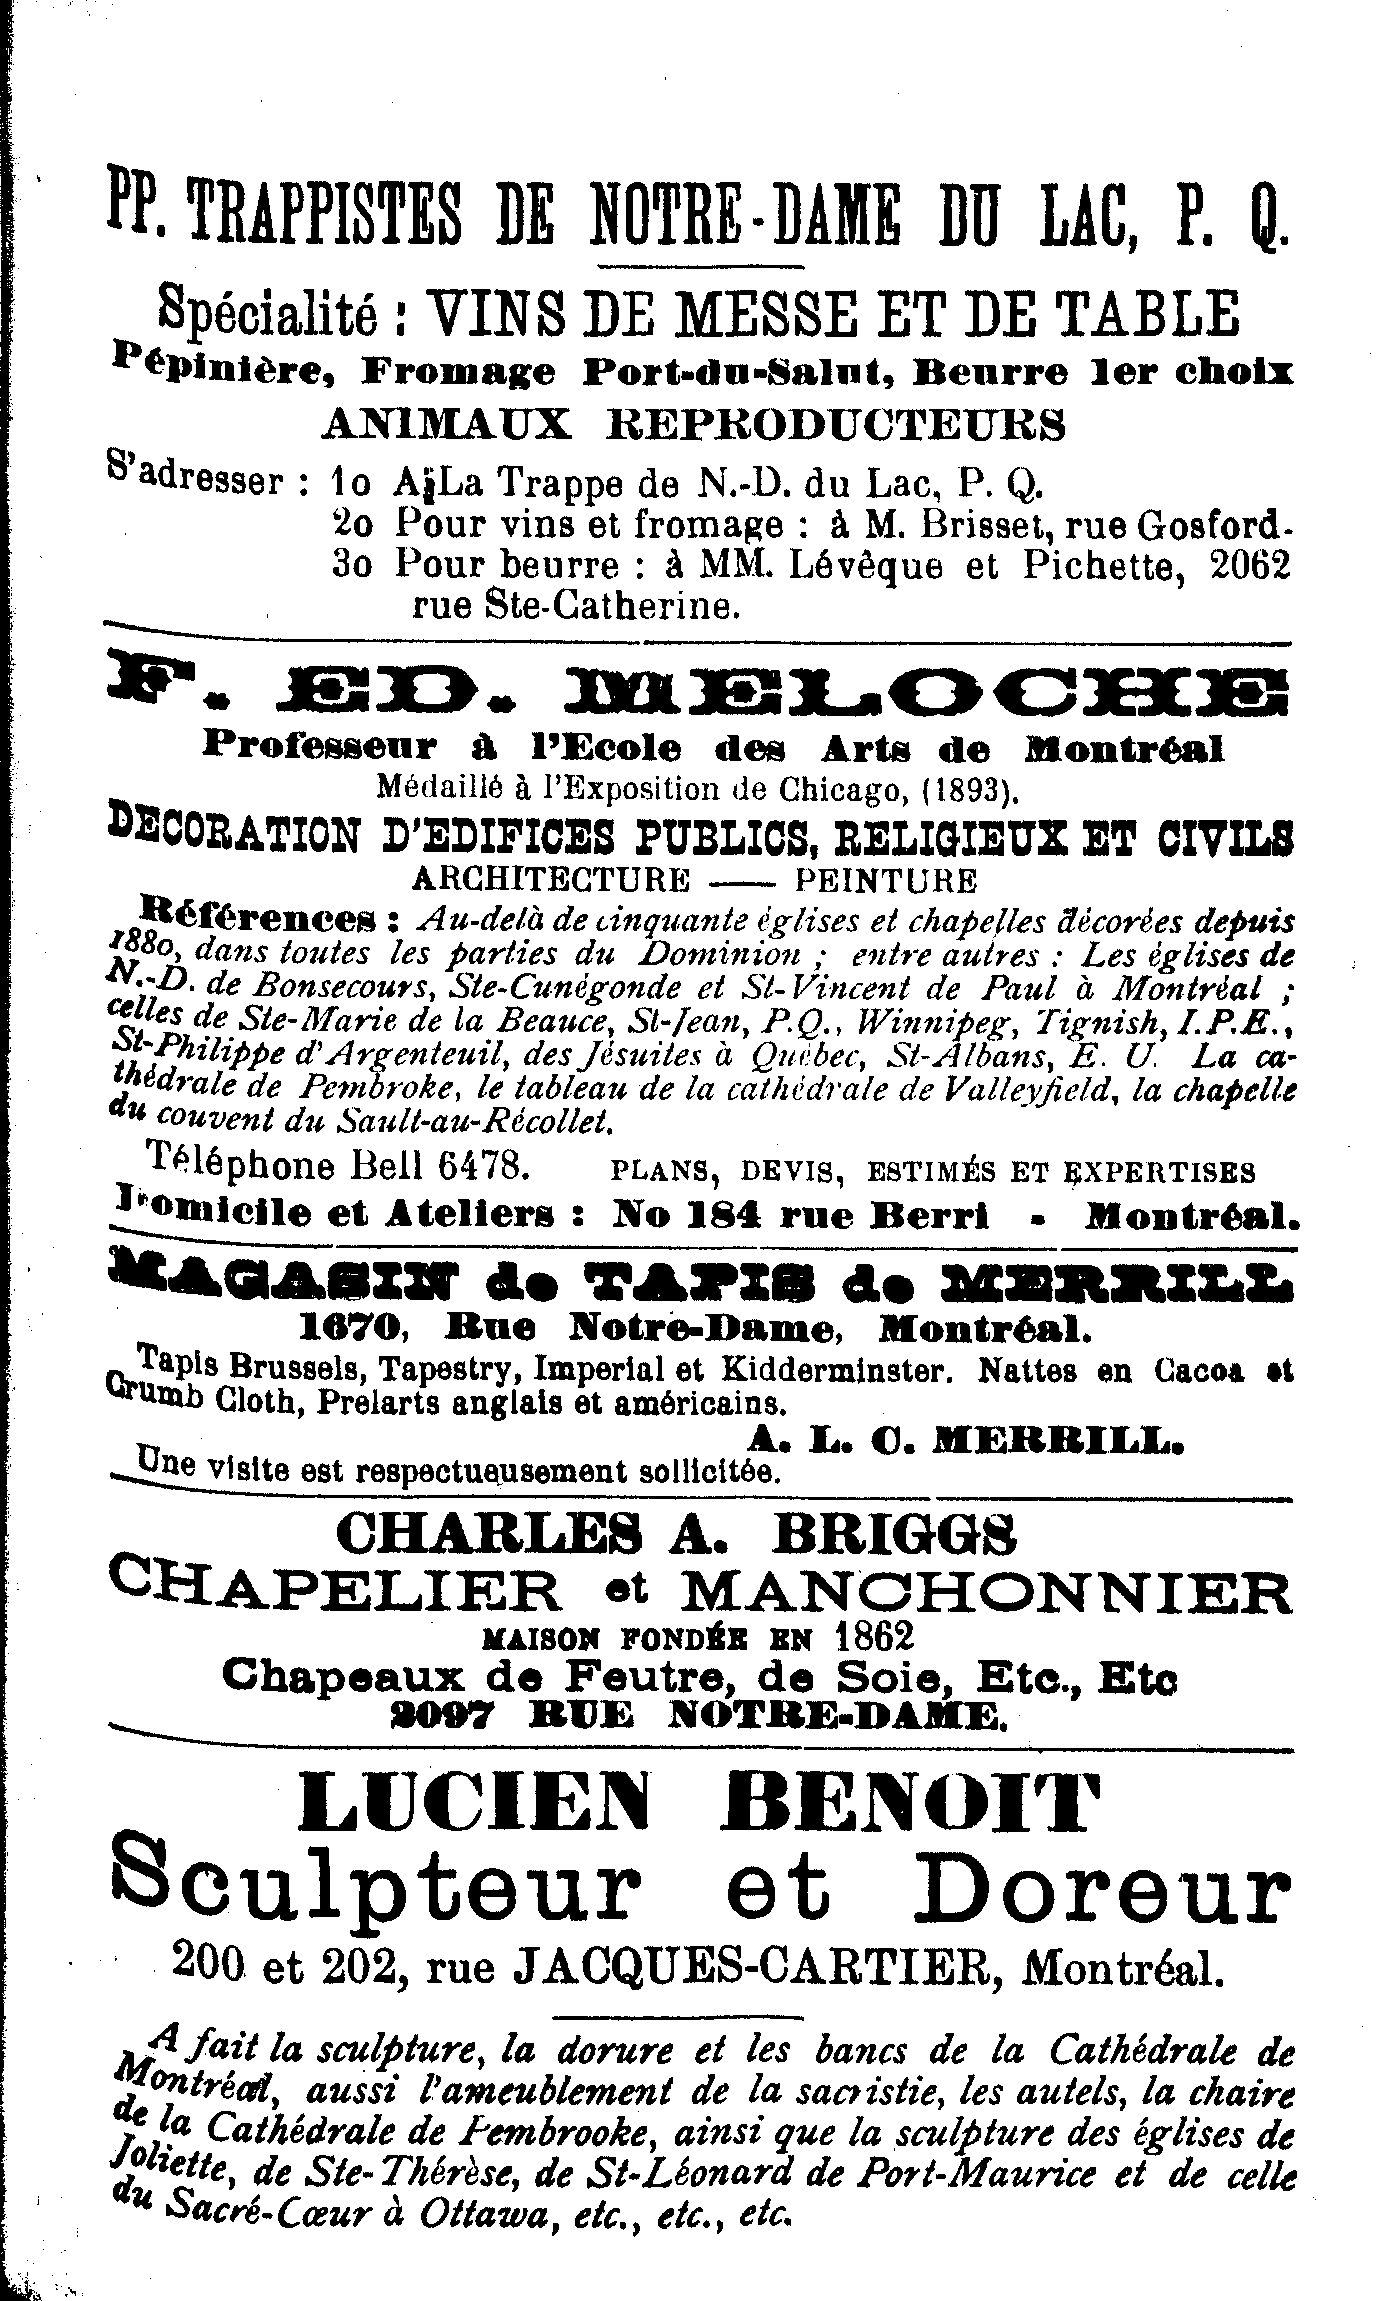 PP. TRAPPISTES DE NOTRE-DAME DU LAC, P. Q.
Spécialité : VINS DE MESSE ET DE TABLE
Pépinière, Fromage Port-du-Salut, Beurre 1er choix
ANIMAUX REPRODUCTEURS
S'adresser : 1o A La Trappe de N.-D. du Lac, P. Q.
2o Pour vins et fromage : à M. Brisset, rue Gosford-
3o Pour beurre : à MM. Lévêque et Pichette, 2062
rue Ste-Catherine.
F. ED. MELOCHE
Professeur à l'Ecole des Arts de Montréal
Médaillé à l'Exposition de Chicago, (1893).
DECORATION D'EDIFICES PUBLICS, RELIGIEUX ET CIVILS
ARCHITECTURE — PEINTURE
Références : Au-delà de cinquante églises et chapelles décorées depuis
1880, dans toutes les parties du Dominion ; entre autres : Les églises de
N.-D. de Bonsecours, Ste-Cunégonde et St-Vincent de Paul à Montréal ;
celles de Ste-Marie de la Beauce, St-Jean, P.Q., Winnipeg, Tignish, I.P.E.,
St-Philippe d'Argenteuil, des Jésuites à Québec, St-Albans, E. U. La ca-
thédrale de Pembroke, le tableau de la cathédrale de Valleyfield, la chapelle
du couvent du Sault-au-Récollet.
Téléphone Bell 6478. PLANS, DEVIS, ESTIMÉS ET EXPERTISES
Domicile et Ateliers : No 184 rue Berri - Montréal.
MAGASIN de TAPIS de MERRILL
1670, Rue Notre-Dame, Montréal.
Tapis Brussels, Tapestry, Imperial et Kidderminster. Nattes en Cacoa et
Crumb Cloth, Prelarts anglais et américains.
A. L. C. MERRILL.
Une visite est respectueusement sollicitée.
CHARLES A. BRIGGS
CHAPELIER et MANCHONNIER
MAISON FONDÉE EN 1862
Chapeaux de Feutre, de Soie, Etc., Etc
2097 RUE NOTRE-DAME.
LUCIEN BENOIT
Sculpteur et Doreur
200 et 202, rue JACQUES-CARTIER, Montréal.
A fait la sculpture, la dorure et les bancs de la Cathédrale de
Montréal, aussi l'ameublement de la sacristie, les autels, la chaire
de la Cathédrale de Pembrooke, ainsi que la sculpture des églises de
Joliette, de Ste-Thérèse, de St-Léonard de Port-Maurice et de celle
du Sacré-Cœur à Ottawa, etc., etc., etc.